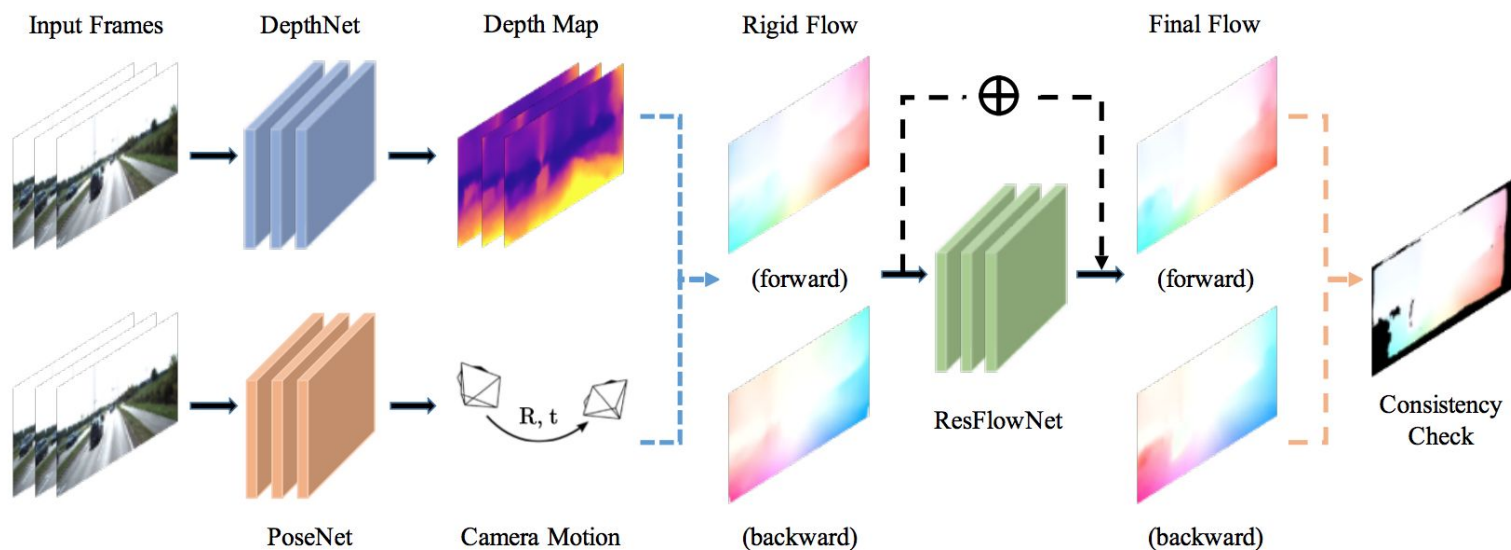 Input Frames
DepthNet
Depth Map
Rigid Flow
Final Flow
(forward)
(forward)
R, t
ResFlowNet
Consistency
Check
PoseNet
Camera Motion
(backward)
(backward)